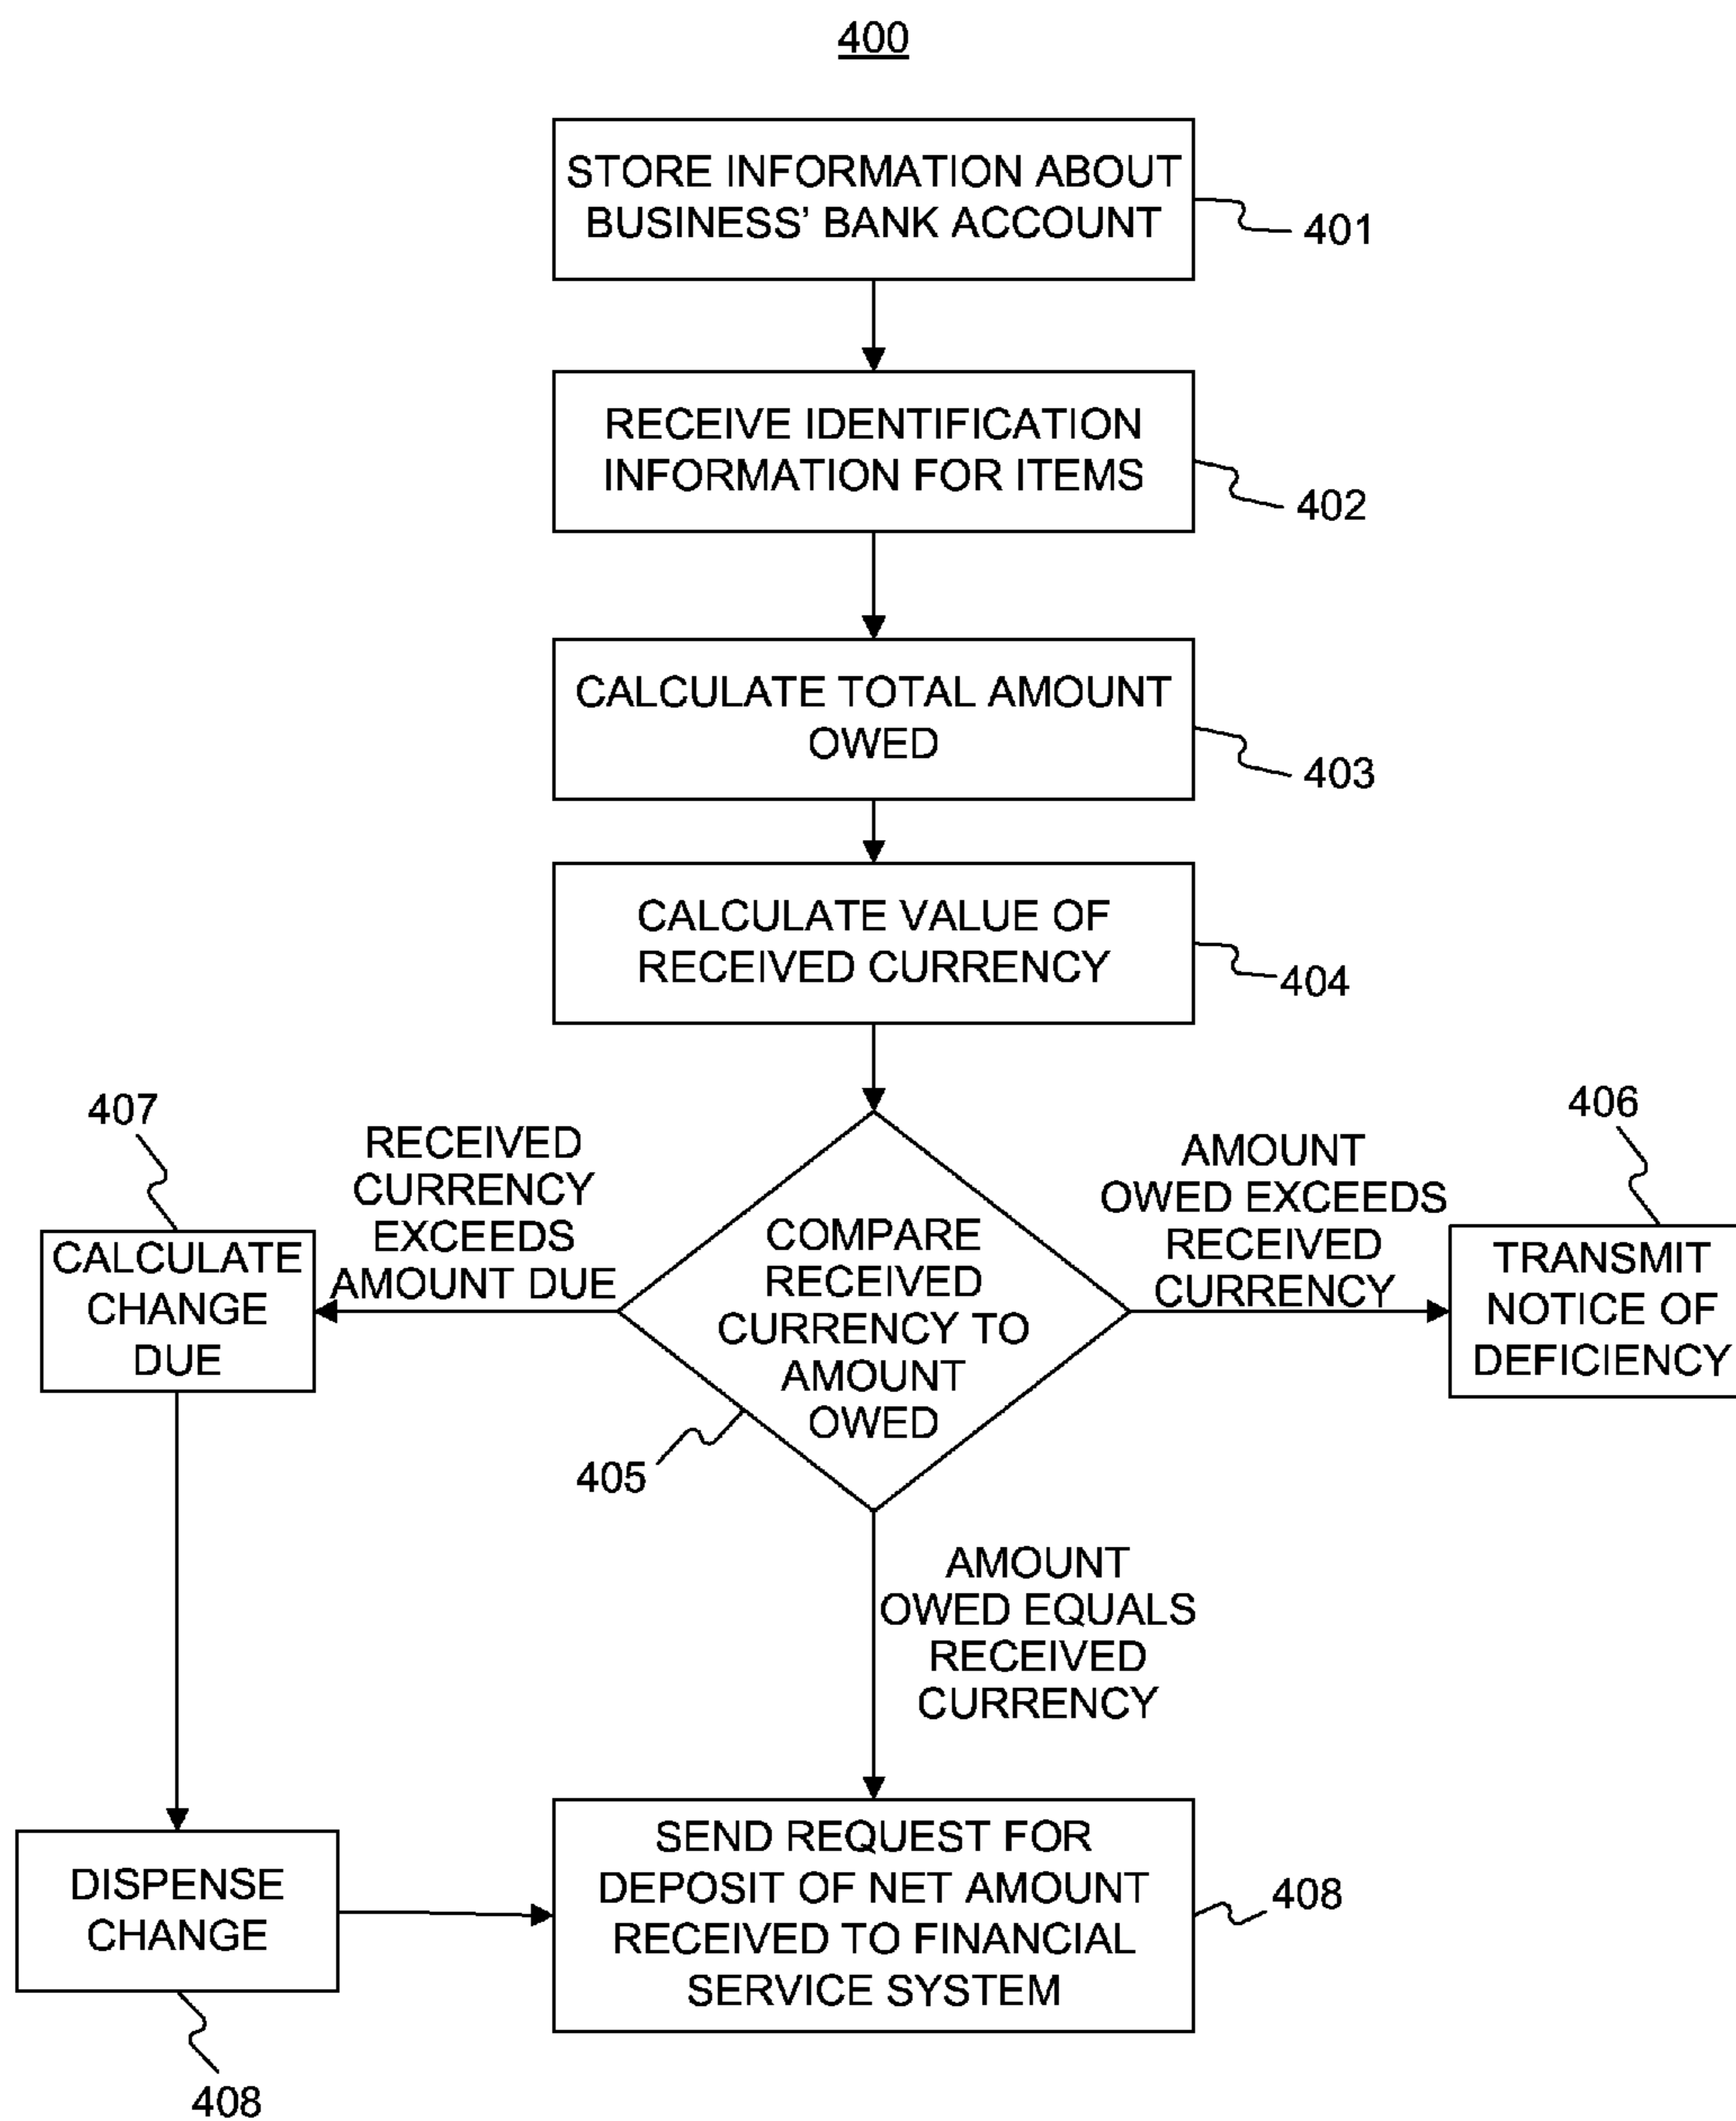 400
STORE INFORMATION ABOUT
BUSINESS’ BANK ACCOUNT
401
RECEIVE IDENTIFICATION
INFORMATION FOR ITEMS
402
CALCULATE TOTAL AMOUNT
OWED
403
CALCULATE VALUE OF
RECEIVED CURRENCY
404
407
RECEIVED
CURRENCY
EXCEEDS
AMOUNT DUE
CALCULATE
CHANGE
DUE
COMPARE
RECEIVED
CURRENCY TO
AMOUNT
OWED
405
AMOUNT
OWED EXCEEDS
RECEIVED
CURRENCY
406
TRANSMIT
NOTICE OF
DEFICIENCY
AMOUNT
OWED EQUALS
RECEIVED
CURRENCY
DISPENSE
CHANGE
408
SEND REQUEST FOR
DEPOSIT OF NET AMOUNT
RECEIVED TO FINANCIAL
SERVICE SYSTEM
408